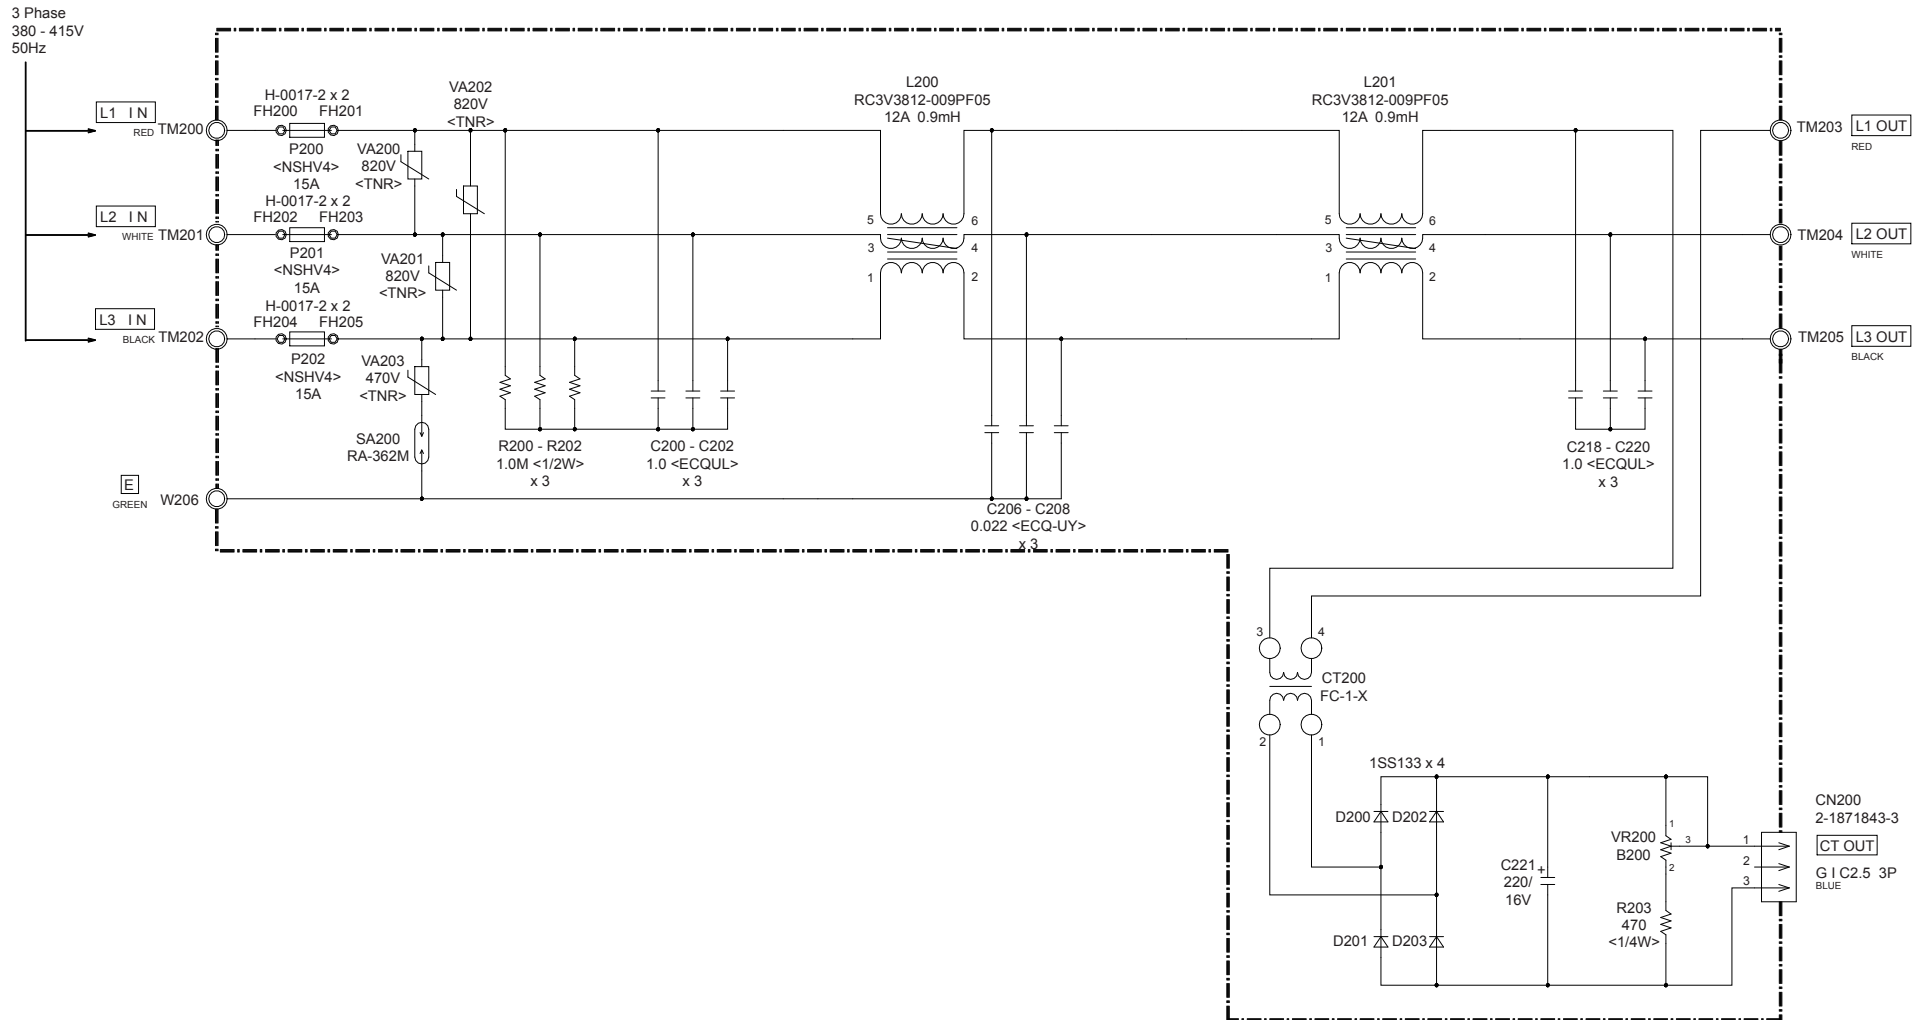 3 Phase
380 - 415V
50Hz
L1 IN
RED
TM200
H-0017-2 x 2
FH200
FH201
P200
<NSHV4>
15A
VA200
820V
<TNR>
VA202
820V
<TNR>
L2 IN
WHITE
TM201
H-0017-2 x 2
FH202
FH203
P201
<NSHV4>
15A
VA201
820V
<TNR>
L3 IN
BLACK
TM202
H-0017-2 x 2
FH204
FH205
P202
<NSHV4>
15A
VA203
470V
<TNR>
SA200
RA-362M
E
GREEN
W206
R200 - R202
1.0M <1/2W>
x 3
C200 - C202
1.0 <ECQUL>
x 3
L200
RC3V3812-009PF05
12A 0.9mH
5
6
3
4
1
2
C206 - C208
0.022 <ECQ-UY>
x 3
L201
RC3V3812-009PF05
12A 0.9mH
5
6
3
4
1
2
C218 - C220
1.0 <ECQUL>
x 3
TM203
L1 OUT
RED
TM204
L2 OUT
WHITE
TM205
L3 OUT
BLACK
3
4
CT200
FC-1-X
2
1
1SS133 x 4
D200
D202
D201
D203
C221
+
220/
16V
1
VR200
B200
3
2
R203
470
<1/4W>
1
2
3
CN200
2-1871843-3
CT OUT
G I C2.5 3P
BLUE